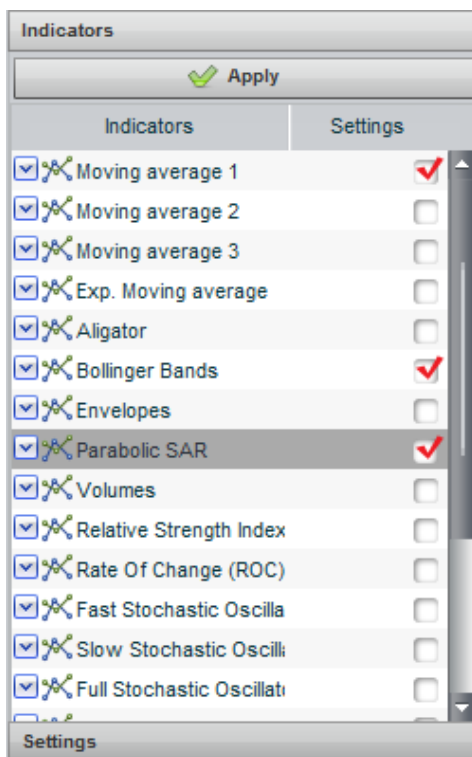 Indicators
Apply
Indicators Settings
Moving average 1
Moving average 2
Moving average 3
Exp. Moving average
Aligator
Bollinger Bands
Envelopes
Parabolic SAR
Volumes
Relative Strength Index
Rate Of Change (ROC)
Fast Stochastic Oscilla
Slow Stochastic Oscill
Full Stochastic Oscillat
Settings